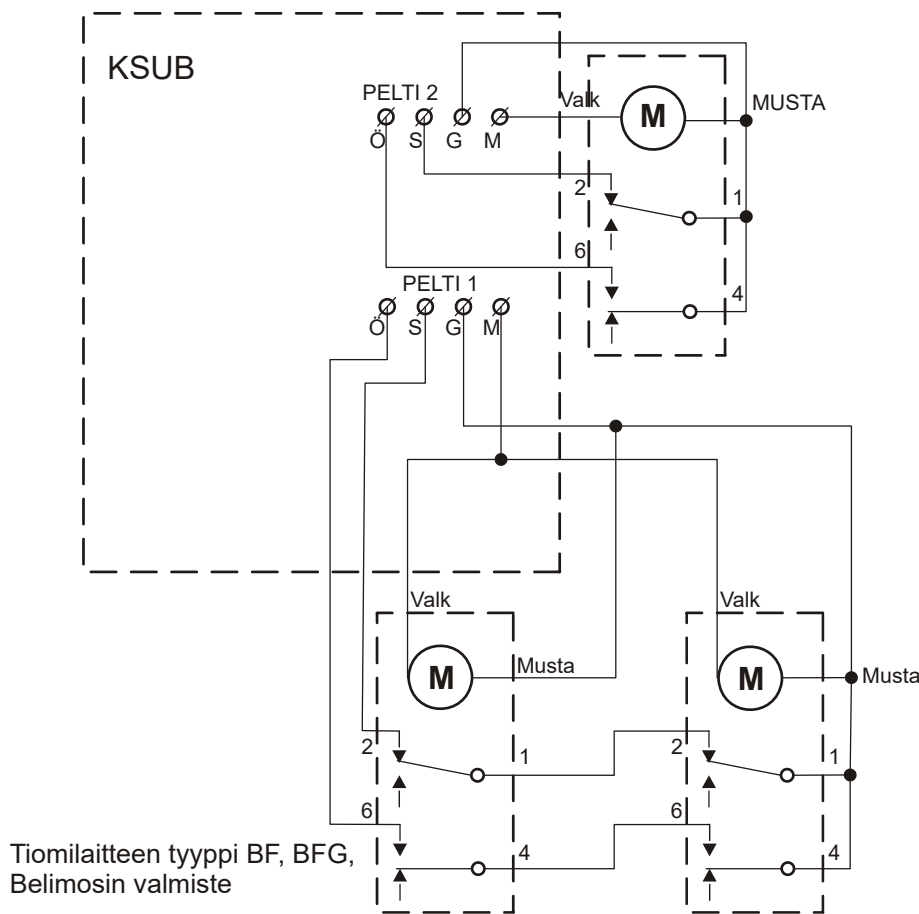 KSUB
PELTI 2
Ö S G M
Valk
M
MUSTA
2
1
6
4
PELTI 1
Ö S G M
Valk
Valk
M
Musta
M
Musta
2
1
2
1
6
4
6
4
Tiomilaitteen tyyppi BF, BFG,
Belimosin valmiste